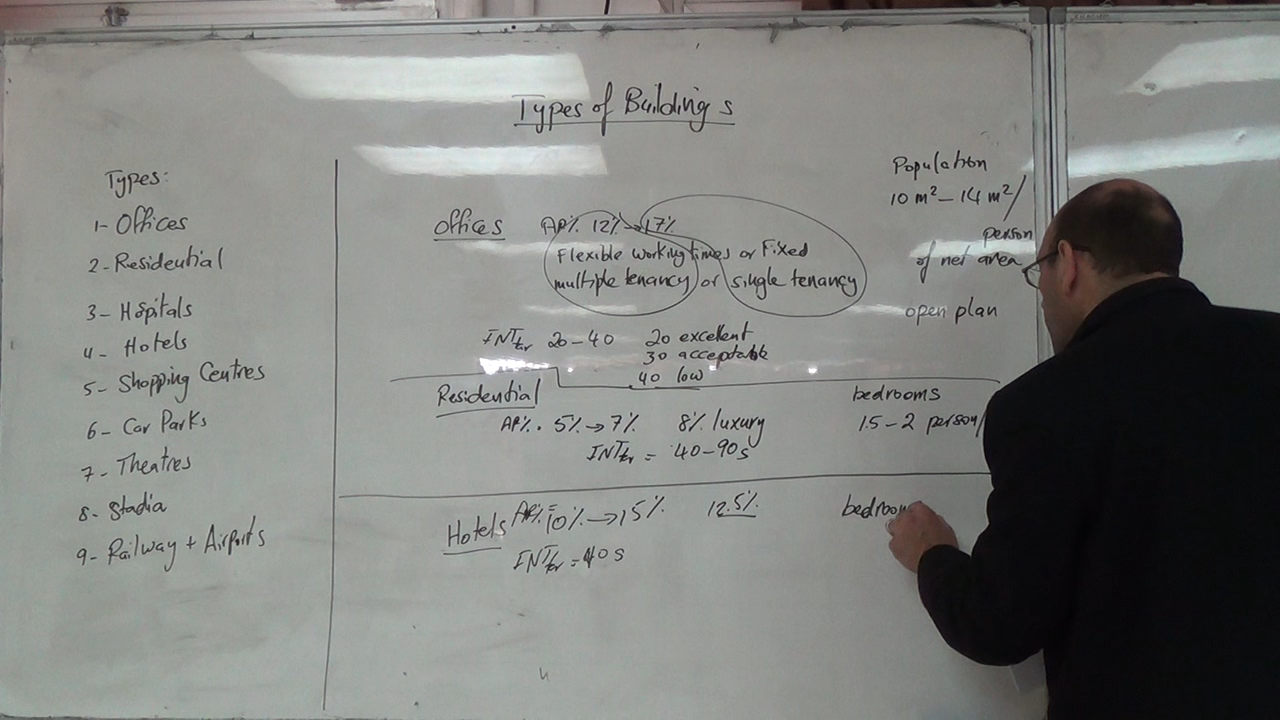 Types of Buildings
Types:
1- Offices
2- Residential
3- Hospitals
4- Hotels
5- Shopping Centres
6- Car Parks
7- Theatres
8- Stadia
9- Railway + Airports
Offices AR% 12% → 17%
Flexible working times or Fixed
multiple tenancy or single tenancy
INT 20-40 20 excellent
30 acceptable
40 low
Population
10 m² – 14 m² /
person
of net area
open plan
Residential bedrooms
AR%. 5% → 7% 8% luxury 1.5 – 2 person/
INT = 40-90s
Hotels AR% = 10% → 15% 12.5% bedroom
INT = 40s